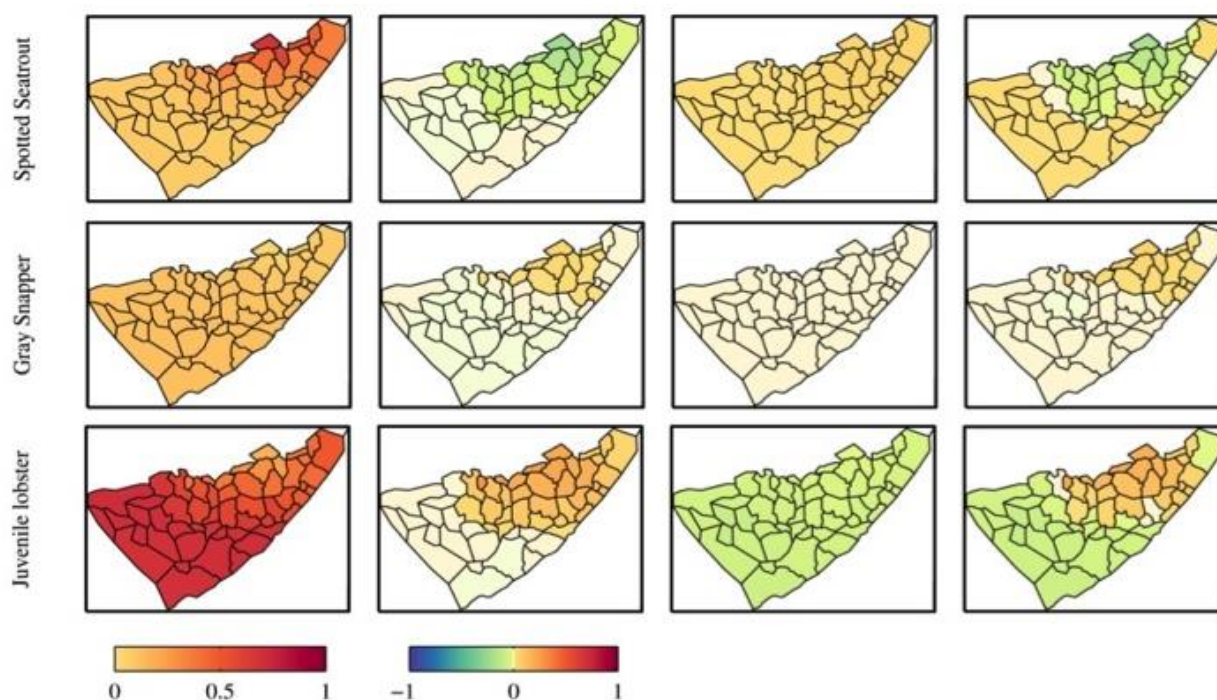 Spotted Seatrout
Gray Snapper
Juvenile lobster
0 0.5 1
−1 0 1